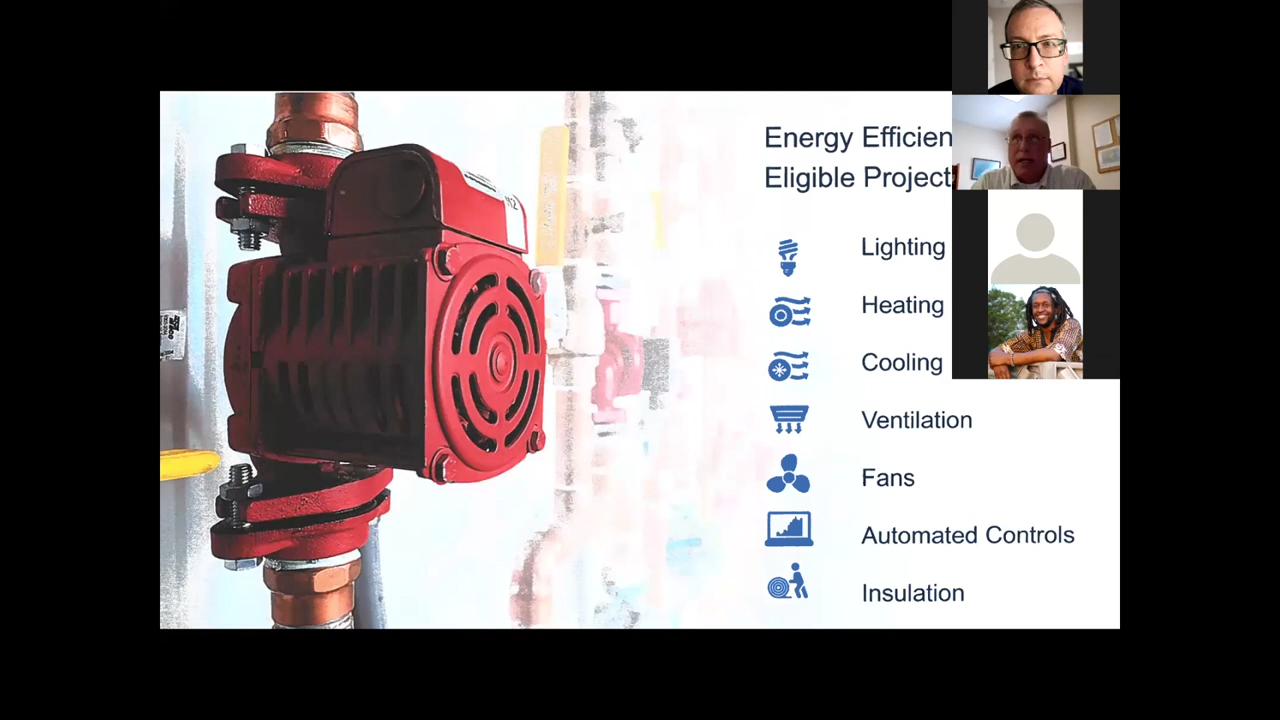 Energy Efficien
Eligible Project
Lighting
Heating
Cooling
Ventilation
Fans
Automated Controls
Insulation